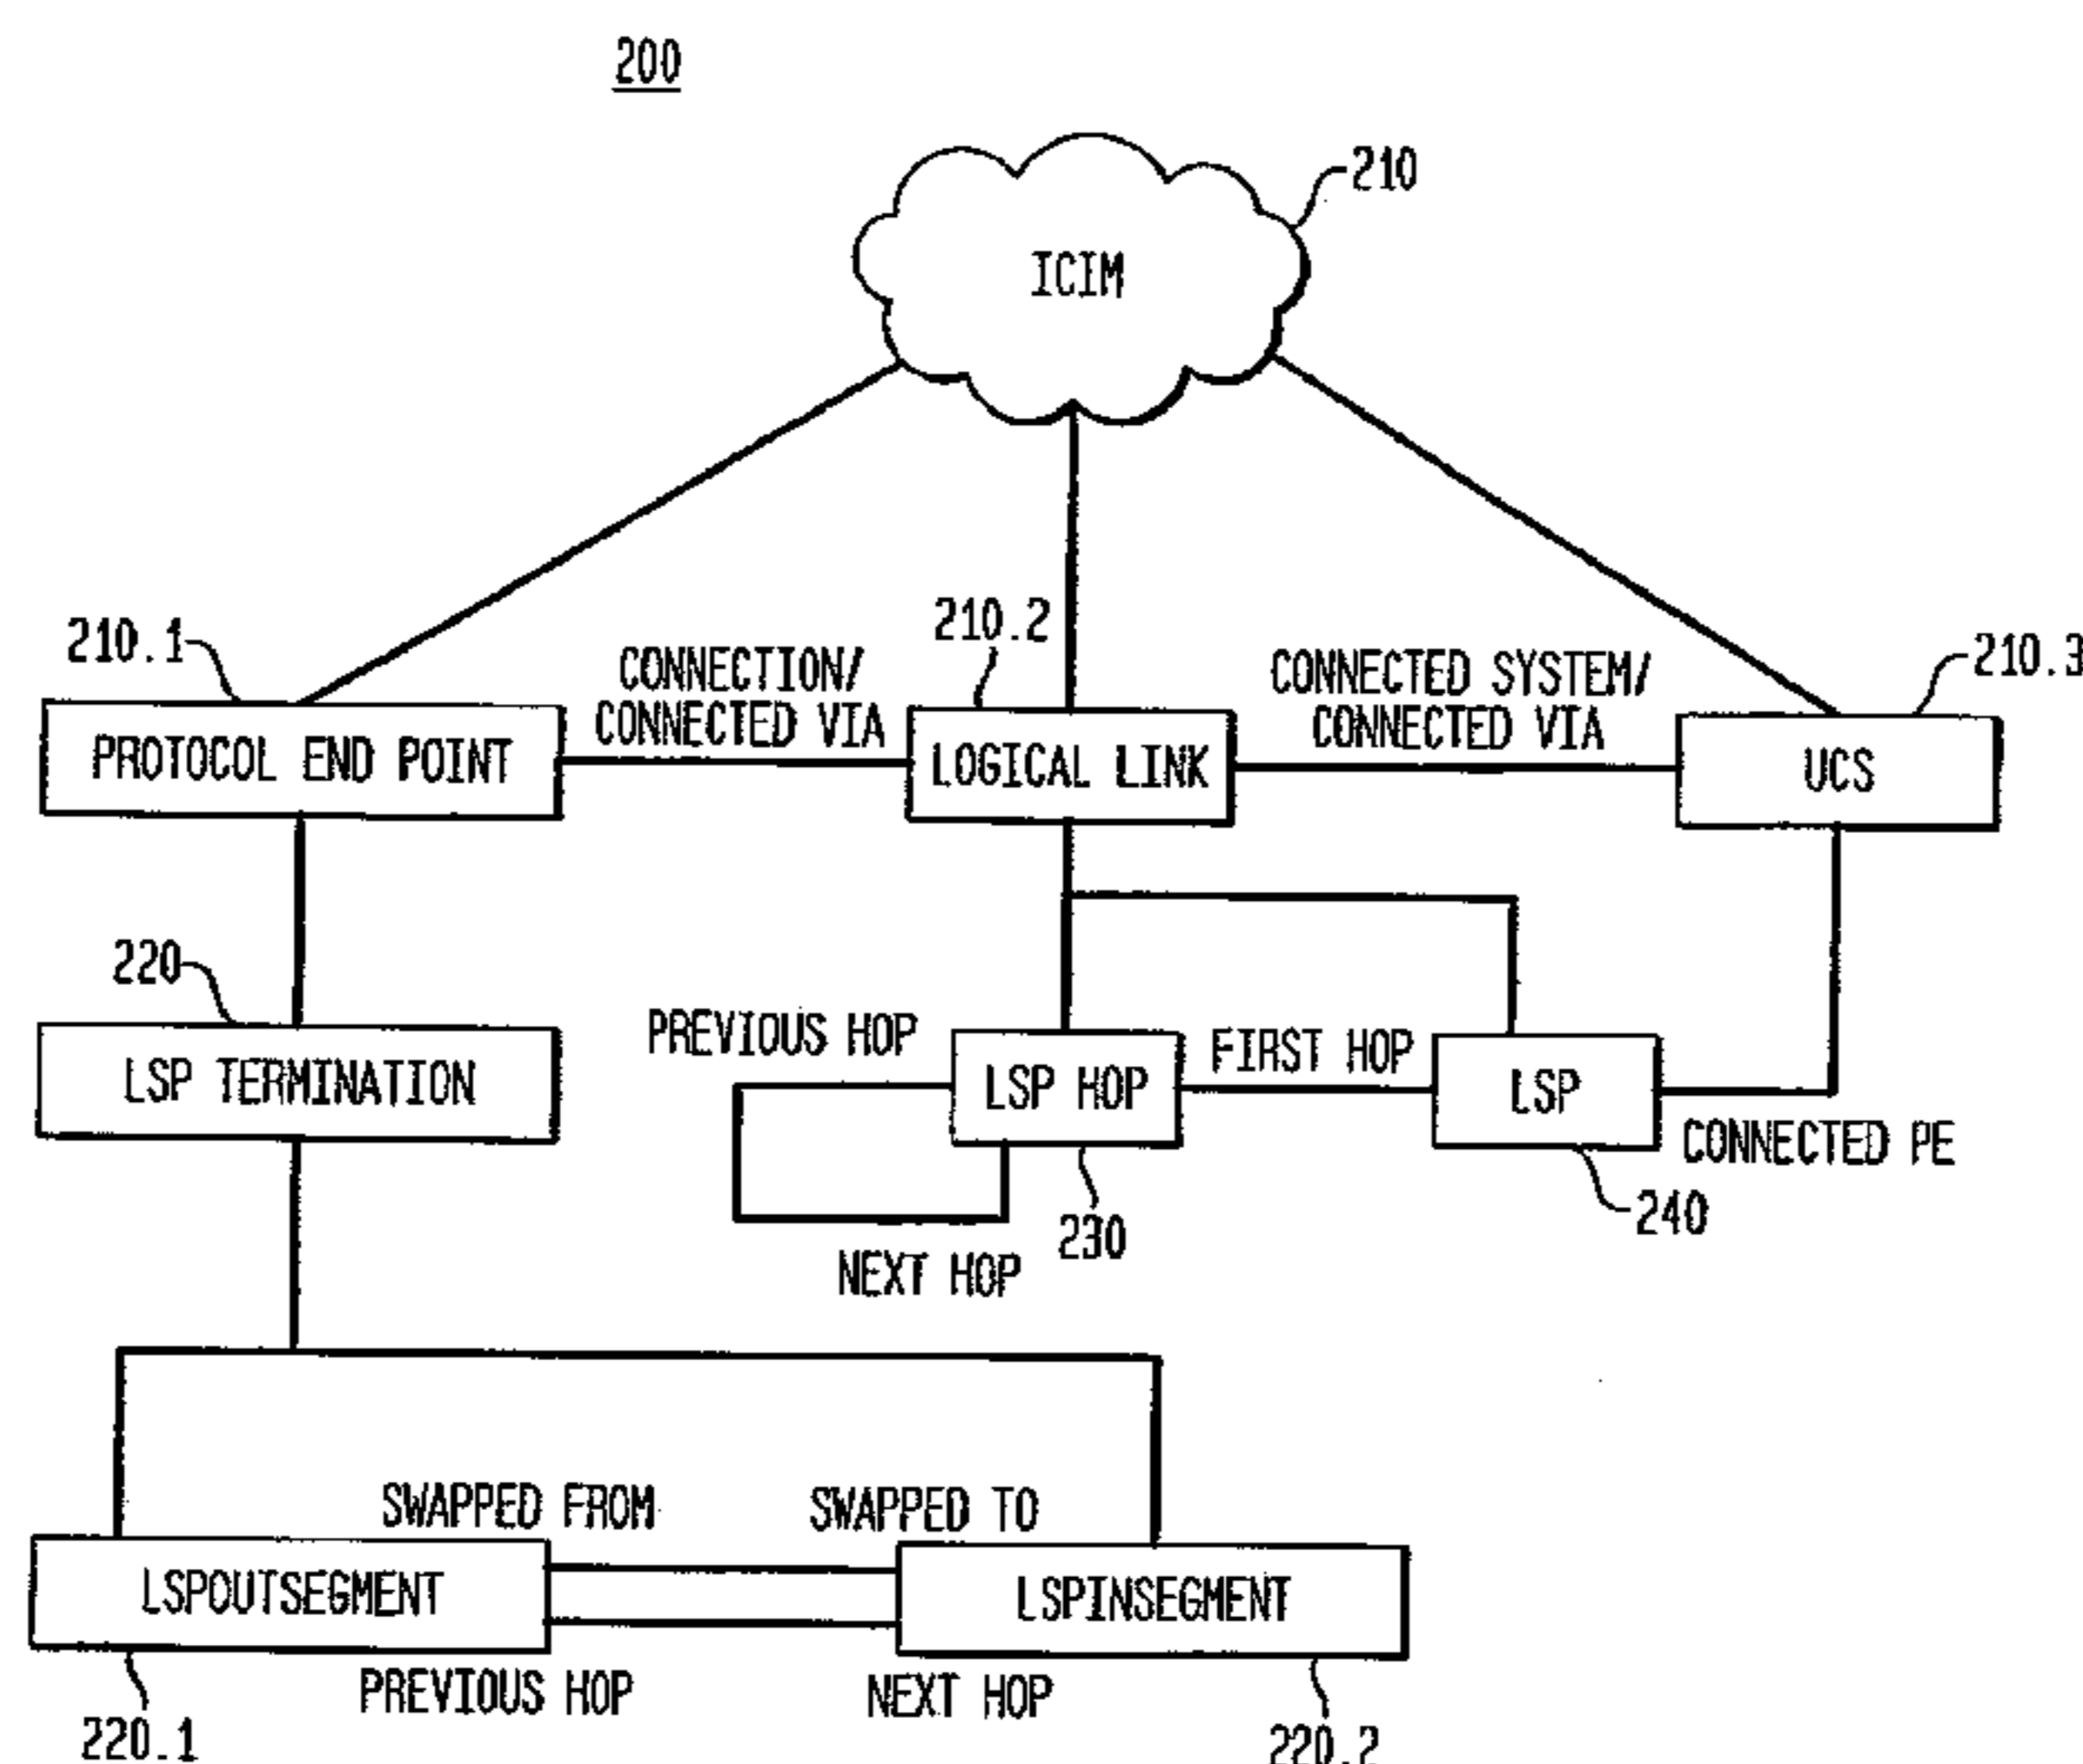 200
210
ICIM
210.1
CONNECTION/
CONNECTED VIA
210.2
CONNECTED SYSTEM/
CONNECTED VIA
210.3
PROTOCOL END POINT
LOGICAL LINK
UCS
220
LSP TERMINATION
PREVIOUS HOP
LSP HOP
FIRST HOP
LSP
CONNECTED PE
NEXT HOP
230
240
SWAPPED FROM
SWAPPED TO
LSPOUTSEGMENT
LSPINSEGMENT
PREVIOUS HOP
NEXT HOP
220.1
220.2